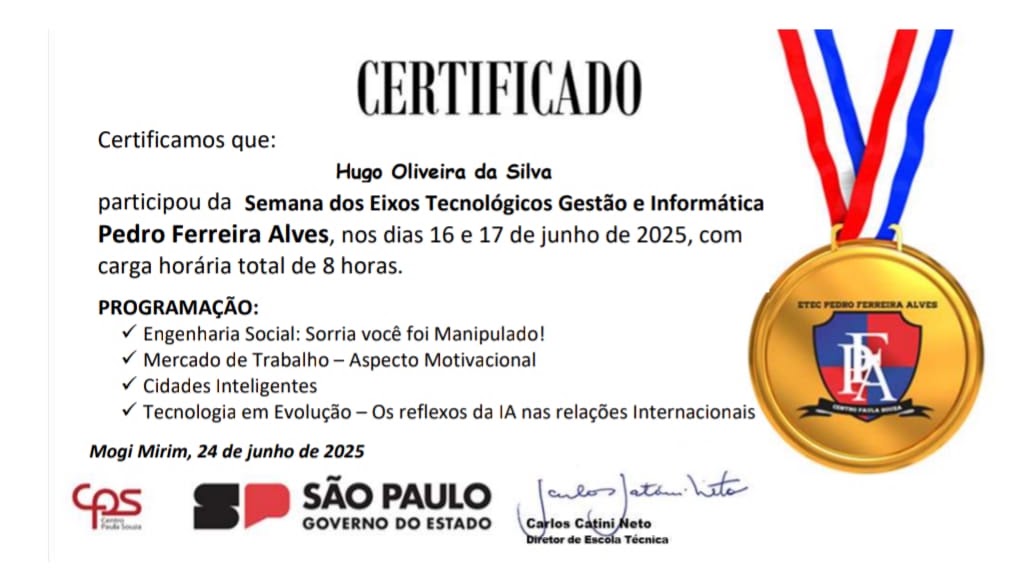 CERTIFICADO
Certificamos que:
Hugo Oliveira da Silva
participou da Semana dos Eixos Tecnológicos Gestão e Informática
Pedro Ferreira Alves, nos dias 16 e 17 de junho de 2025, com
carga horária total de 8 horas.
PROGRAMAÇÃO:
✓ Engenharia Social: Sorria você foi Manipulado!
✓ Mercado de Trabalho – Aspecto Motivacional
✓ Cidades Inteligentes
✓ Tecnologia em Evolução – Os reflexos da IA nas relações Internacionais
ETEC PEDRO FERREIRA ALVES
PFA
CENTRO PAULA SOUZA
Mogi Mirim, 24 de junho de 2025
CPS
Centro
Paula Souza
SP
SÃO PAULO
GOVERNO DO ESTADO
Carlos Catini Neto
Carlos Catini Neto
Diretor de Escola Técnica